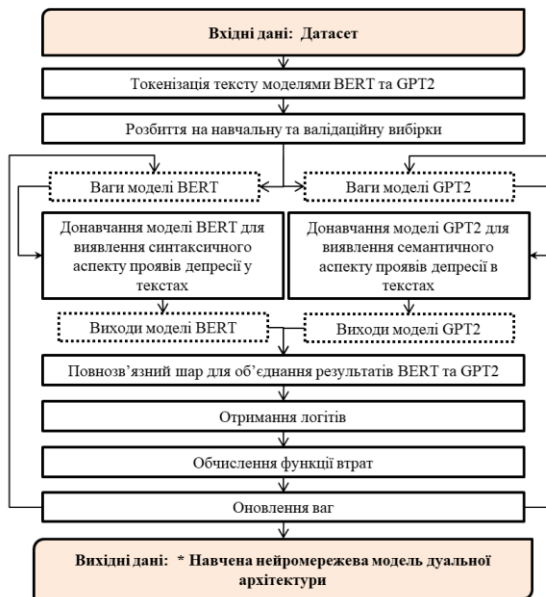 Вхідні дані: Датасет
Токенізація тексту моделями BERT та GPT2
Розбиття на навчальну та валідаційну вибірки
Ваги моделі BERT
Ваги моделі GPT2
Донавчання моделі BERT для
виявлення синтаксичного
аспекту проявів депресії у
текстах
Донавчання моделі GPT2 для
виявлення семантичного
аспекту проявів депресії в
текстах
Виходи моделі BERT
Виходи моделі GPT2
Повнозв’язний шар для об’єднання результатів BERT та GPT2
Отримання логітів
Обчислення функції втрат
Оновлення ваг
Вихідні дані: * Навчена нейромережева модель дуальної
архітектури